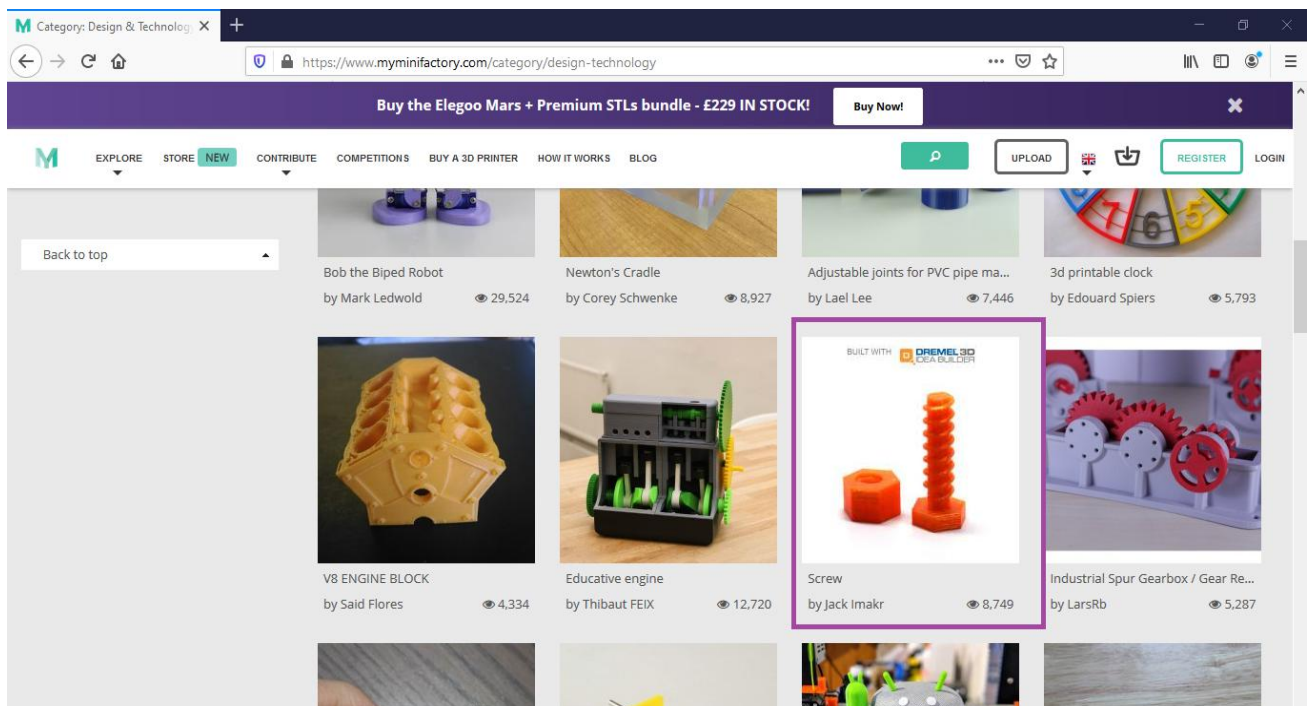 M Category: Design & Technolog
https://www.myminifactory.com/category/design-technology
Buy the Elegoo Mars + Premium STLs bundle - £229 IN STOCK! Buy Now!
M EXPLORE STORE NEW CONTRIBUTE COMPETITIONS BUY A 3D PRINTER HOW IT WORKS BLOG UPLOAD REGISTER LOGIN
7 6 5
Back to top
Bob the Biped Robot
by Mark Ledwold 29,524
Newton's Cradle
by Corey Schwenke 8,927
Adjustable joints for PVC pipe ma...
by Lael Lee 7,446
3d printable clock
by Edouard Spiers 5,793
BUILT WITH DREMEL 3D
IDEA BUILDER
V8 ENGINE BLOCK
by Said Flores 4,334
Educative engine
by Thibaut FEIX 12,720
Screw
by Jack Imakr 8,749
Industrial Spur Gearbox / Gear Re...
by LarsRb 5,287